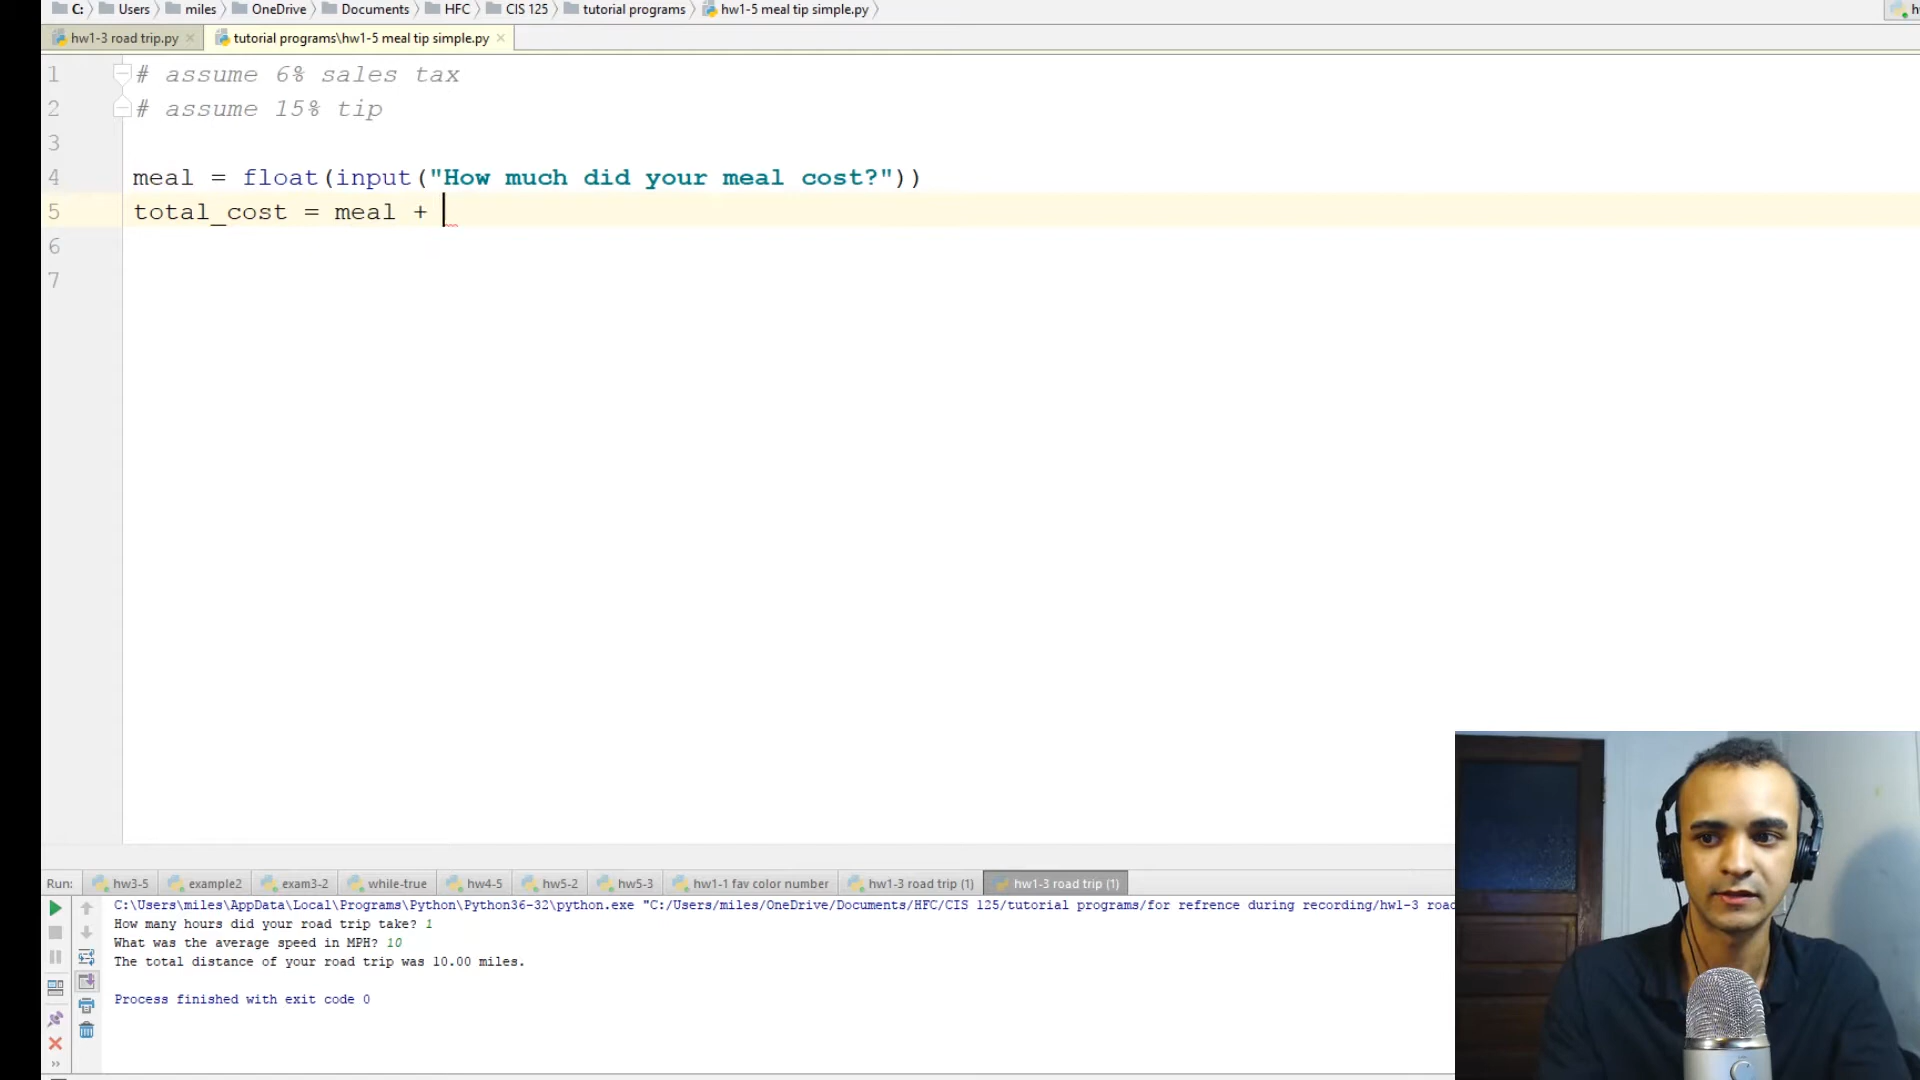 C: Users miles OneDrive Documents HFC CIS 125 tutorial programs hw1-5 meal tip simple.py
hw1-3 road trip.py tutorial programs\hw1-5 meal tip simple.py
1 # assume 6% sales tax
2 # assume 15% tip
3
4 meal = float(input("How much did your meal cost?"))
5 total_cost = meal +
6
7
Run: hw3-5 example2 exam3-2 while-true hw4-5 hw5-2 hw5-3 hw1-1 fav color number hw1-3 road trip (1) hw1-3 road trip (1)
C:\Users\miles\AppData\Local\Programs\Python\Python36-32\python.exe "C:/Users/miles/OneDrive/Documents/HFC/CIS 125/tutorial programs/for refrence during recording/hw1-3 road
How many hours did your road trip take? 1
What was the average speed in MPH? 10
The total distance of your road trip was 10.00 miles.
Process finished with exit code 0